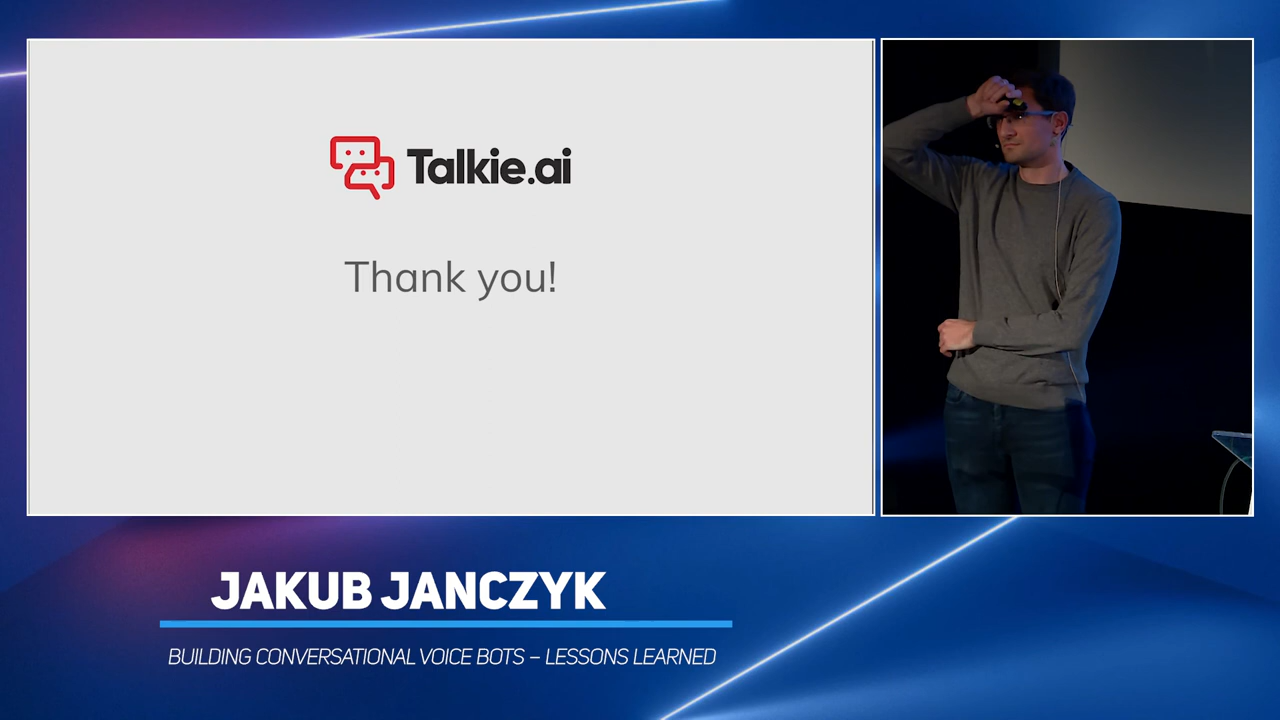 Talkie.ai
Thank you!
JAKUB JANCZYK
BUILDING CONVERSATIONAL VOICE BOTS – LESSONS LEARNED